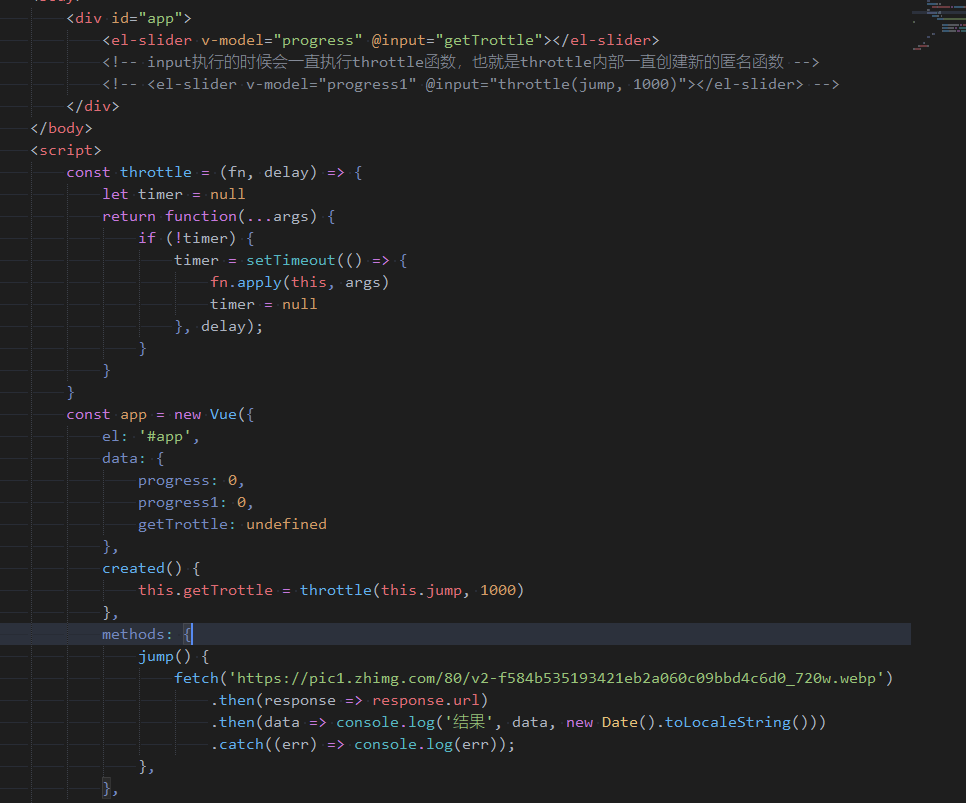 <div id="app">
<el-slider v-model="progress" @input="getTrottle"></el-slider>
<!-- input执行的时候会一直执行throttle函数，也就是throttle内部一直创建新的匿名函数 -->
<!-- <el-slider v-model="progress1" @input="throttle(jump, 1000)"></el-slider> -->
</div>
</body>
<script>
const throttle = (fn, delay) => {
let timer = null
return function(...args) {
if (!timer) {
timer = setTimeout(() => {
fn.apply(this, args)
timer = null
}, delay);
}
}
}
const app = new Vue({
el: '#app',
data: {
progress: 0,
progress1: 0,
getTrottle: undefined
},
created() {
this.getTrottle = throttle(this.jump, 1000)
},
methods: {
jump() {
fetch('https://pic1.zhimg.com/80/v2-f584b535193421eb2a060c09bbd4c6d0_720w.webp')
.then(response => response.url)
.then(data => console.log('结果', data, new Date().toLocaleString()))
.catch((err) => console.log(err));
},
},